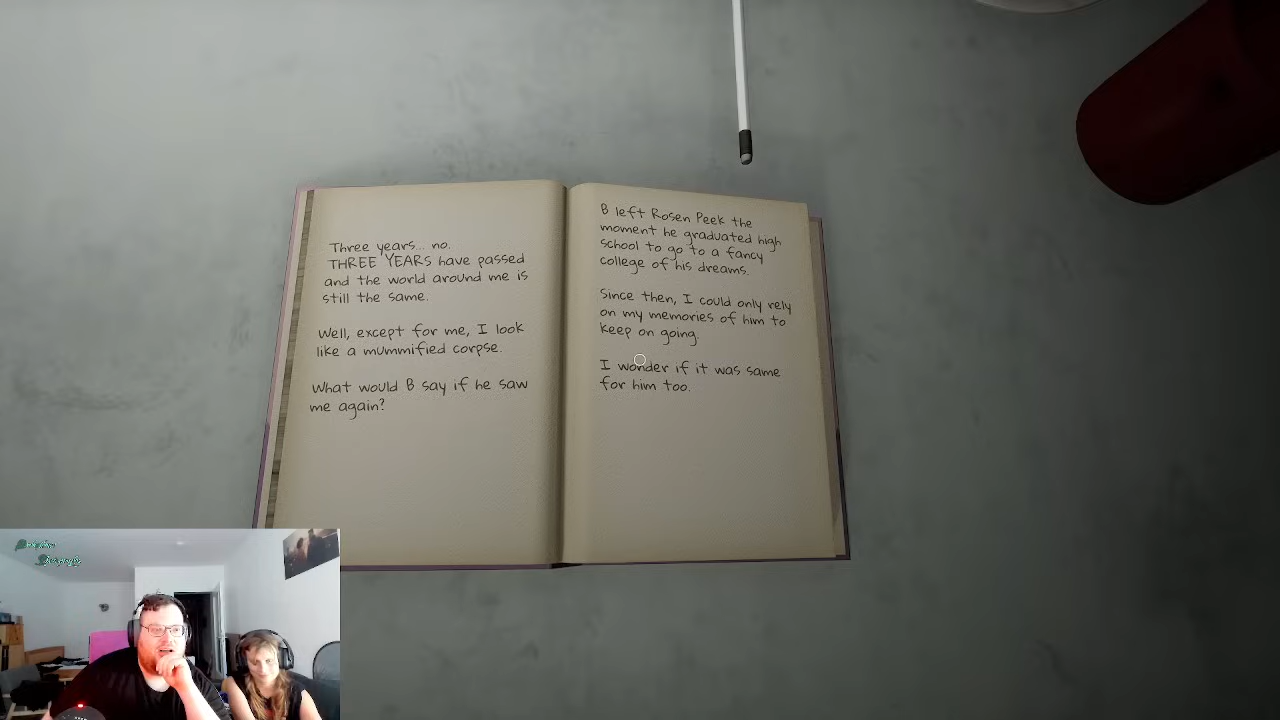 Three years... no.
THREE YEARS have passed
and the world around me is
still the same.
Well, except for me, I look
like a mummified corpse.
What would B say if he saw
me again?
B left Rosen Peek the
moment he graduated high
school to go to a fancy
college of his dreams.
Since then, I could only rely
on my memories of him to
keep on going.
I wonder if it was same
for him too.